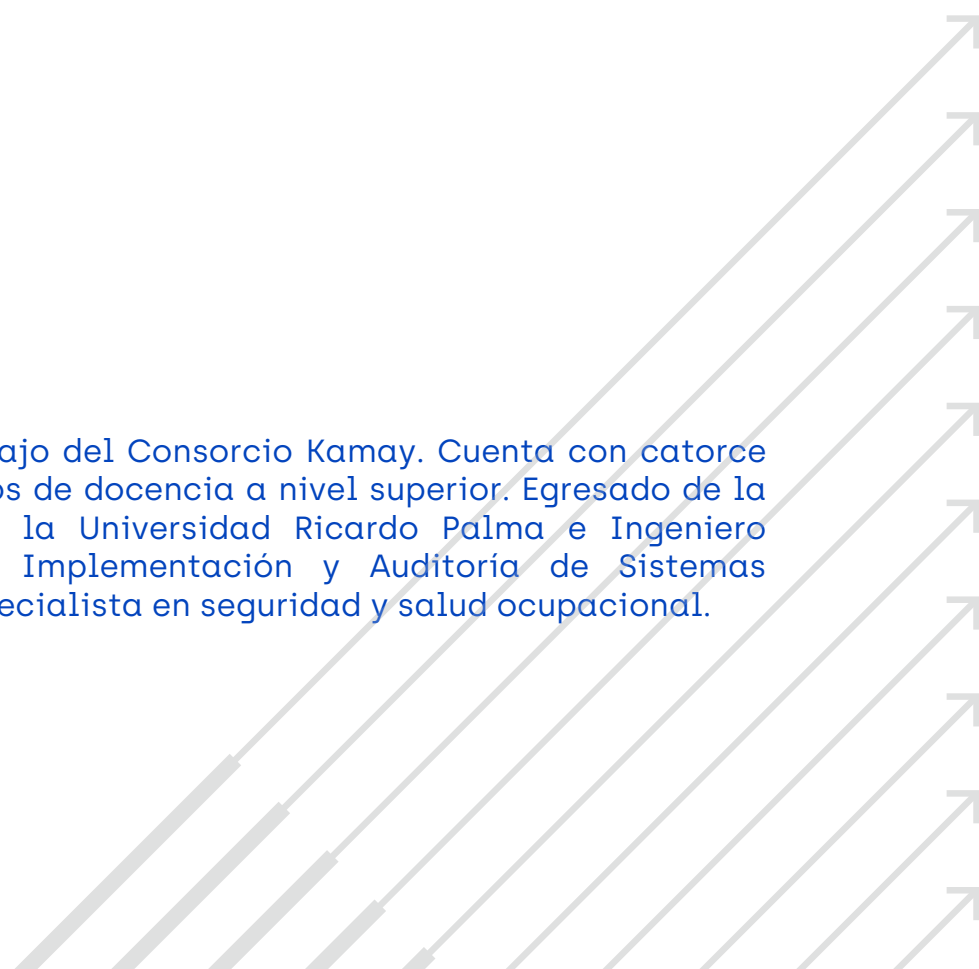 ajo del Consorcio Kamay. Cuenta con catorce
os de docencia a nivel superior. Egresado de la
la Universidad Ricardo Palma e Ingeniero
Implementación y Auditoría de Sistemas
ecialista en seguridad y salud ocupacional.